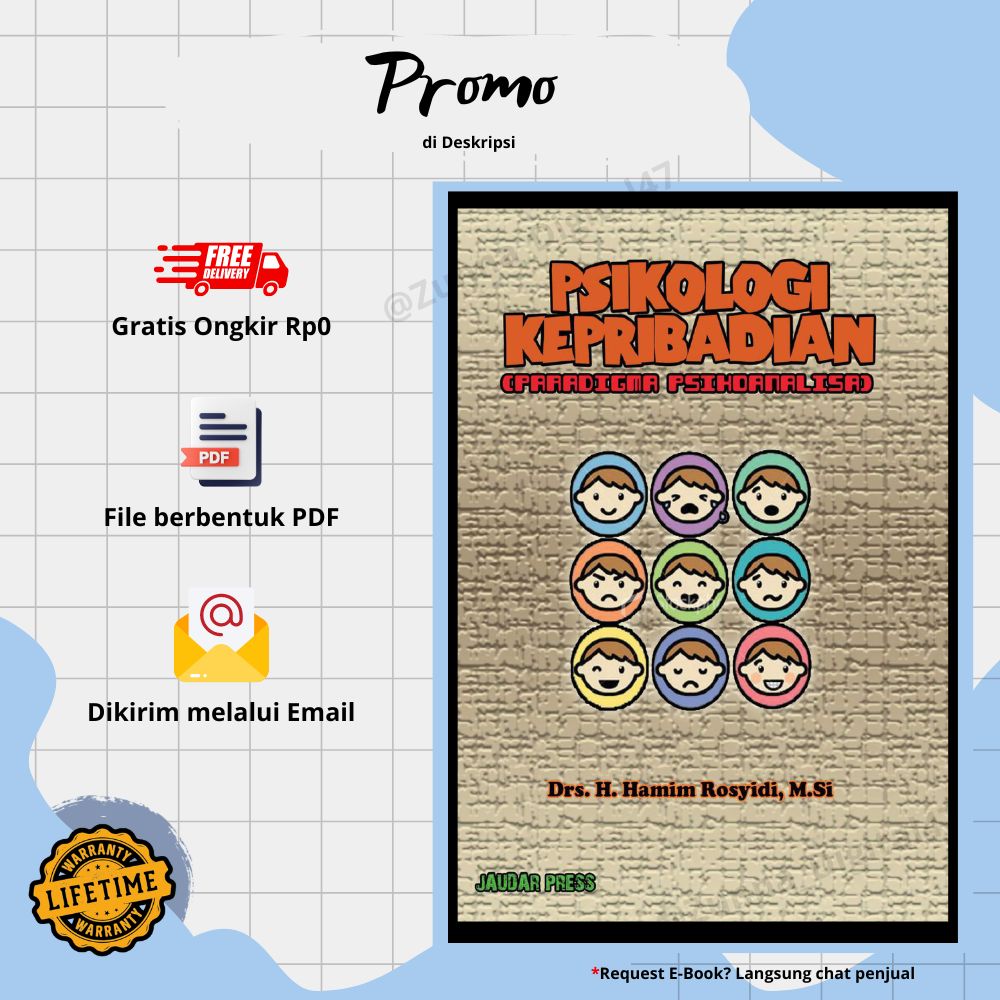 Promo
di Deskripsi
FREE
DELIVERY
Gratis Ongkir Rp0
PDF
File berbentuk PDF
@
Dikirim melalui Email
WARRANTY
LIFETIME
WARRANTY
PSIKOLOGI
KEPRIBADIAN
(PARADIGMA PSIKOANALISA)
Drs. H. Hamim Rosyidi, M.Si
JAUDAR PRESS
*Request E-Book? Langsung chat penjual